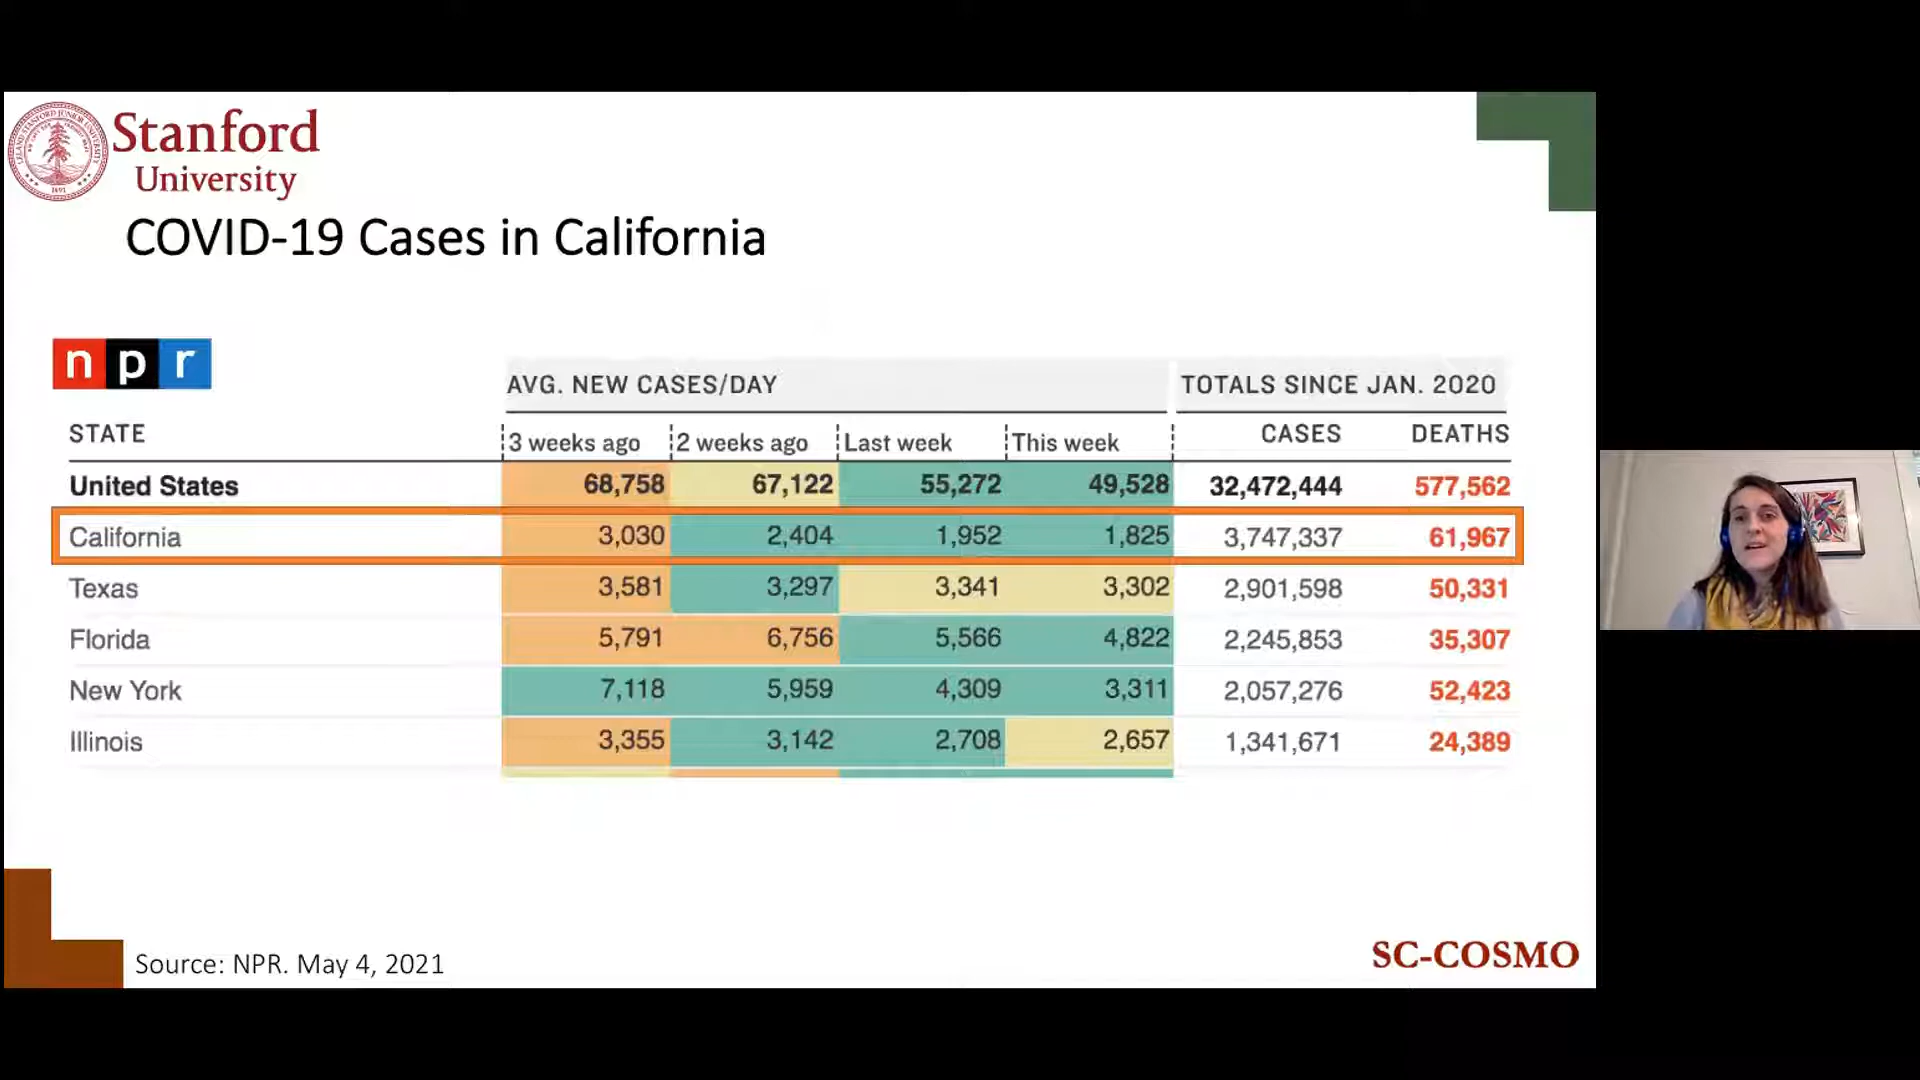 Stanford
University
COVID-19 Cases in California
npr
AVG. NEW CASES/DAY TOTALS SINCE JAN. 2020
STATE 3 weeks ago 2 weeks ago Last week This week CASES DEATHS
United States 68,758 67,122 55,272 49,528 32,472,444 577,562
California 3,030 2,404 1,952 1,825 3,747,337 61,967
Texas 3,581 3,297 3,341 3,302 2,901,598 50,331
Florida 5,791 6,756 5,566 4,822 2,245,853 35,307
New York 7,118 5,959 4,309 3,311 2,057,276 52,423
Illinois 3,355 3,142 2,708 2,657 1,341,671 24,389
Source: NPR. May 4, 2021
SC-COSMO